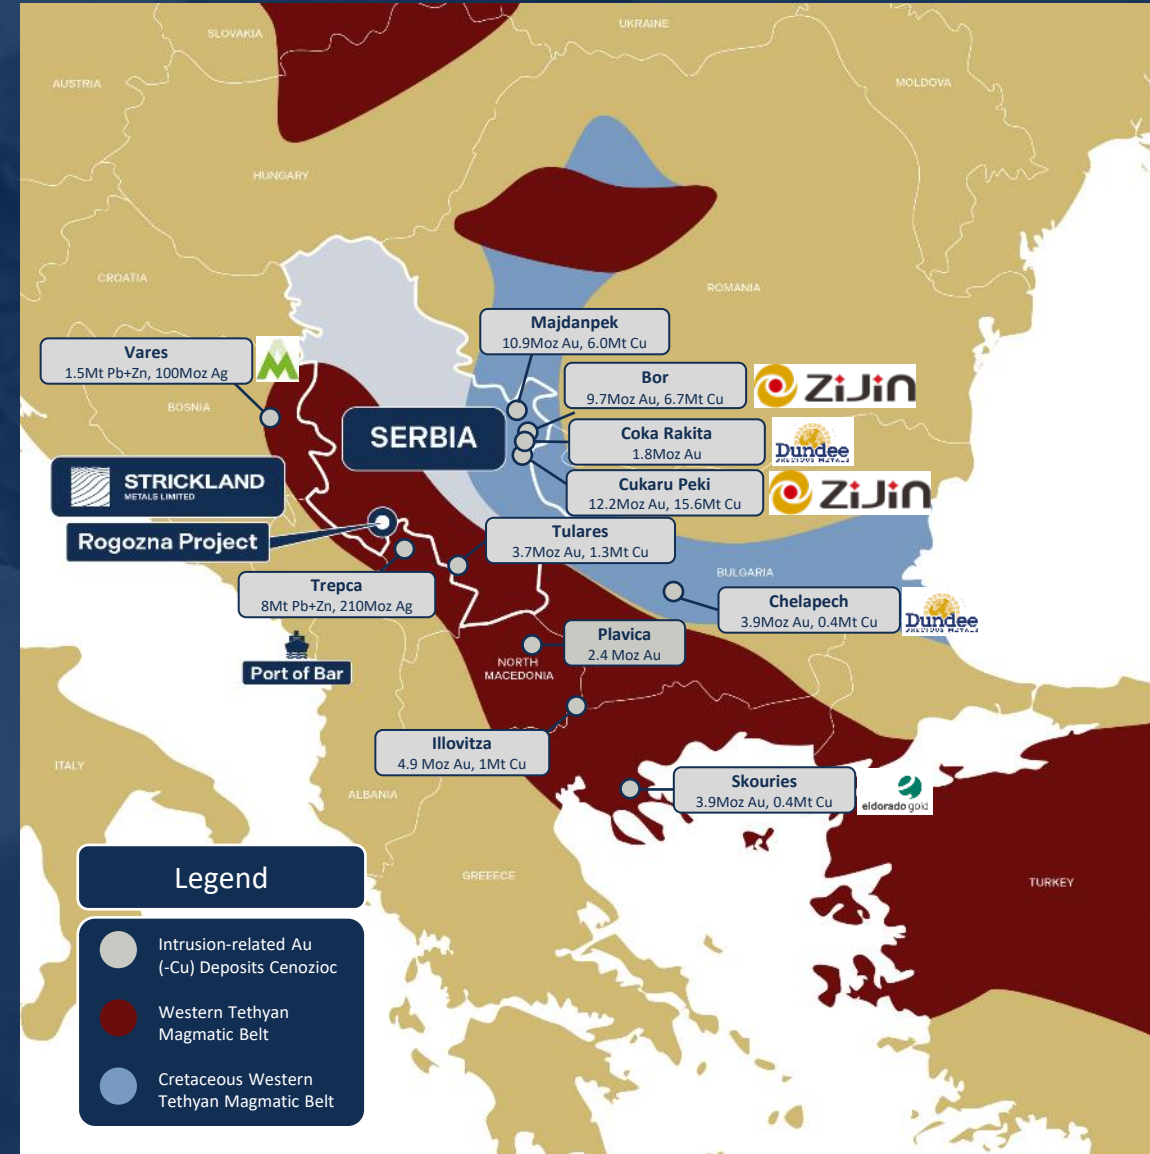 SLOVAKIA
UKRAINE
AUSTRIA
MOLDOVA
HUNGARY
CROATIA
ROMANIA
Majdanpek
10.9Moz Au, 6.0Mt Cu
Vares
1.5Mt Pb+Zn, 100Moz Ag
Bor
9.7Moz Au, 6.7Mt Cu
ZiJin
BOSNIA
SERBIA
Coka Rakita
1.8Moz Au
Dundee
PRECIOUS METALS
Cukaru Peki
12.2Moz Au, 15.6Mt Cu
ZiJin
STRICKLAND
METALS LIMITED
Rogozna Project
Tulares
3.7Moz Au, 1.3Mt Cu
Trepca
8Mt Pb+Zn, 210Moz Ag
BULGARIA
Chelapech
3.9Moz Au, 0.4Mt Cu
Dundee
PRECIOUS METALS
Plavica
2.4 Moz Au
NORTH
MACEDONIA
Port of Bar
Illovitza
4.9 Moz Au, 1Mt Cu
ITALY
ALBANIA
Skouries
3.9Moz Au, 0.4Mt Cu
eldorado gold
GREEECE
TURKEY
Legend
Intrusion-related Au
(-Cu) Deposits Cenozioc
Western Tethyan
Magmatic Belt
Cretaceous Western
Tethyan Magmatic Belt